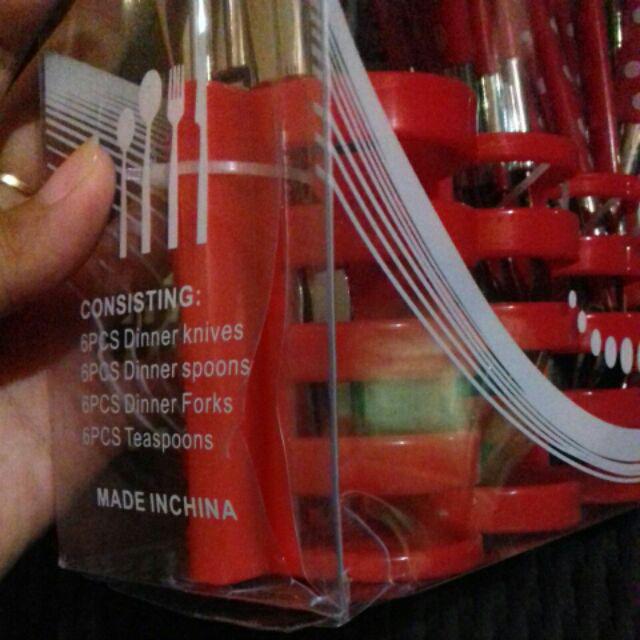 CONSISTING:
6PCS Dinner knives
6PCS Dinner spoons
6PCS Dinner Forks
6PCS Teaspoons
MADE INCHINA